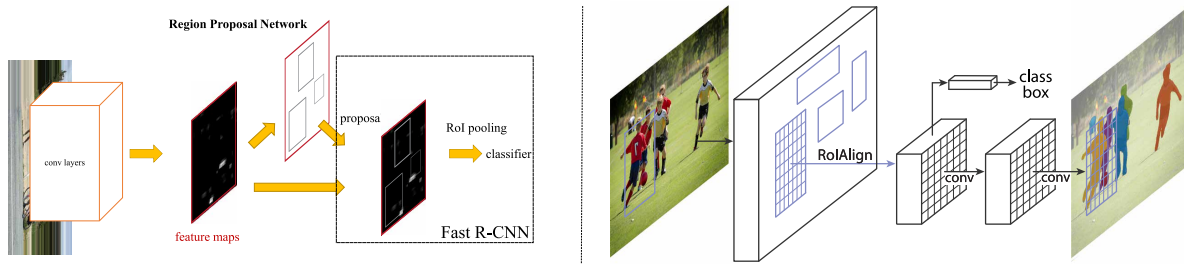 Region Proposal Network
conv layers
feature maps
proposa
RoI pooling
classifier
Fast R-CNN
RoIAlign
conv
conv
class
box